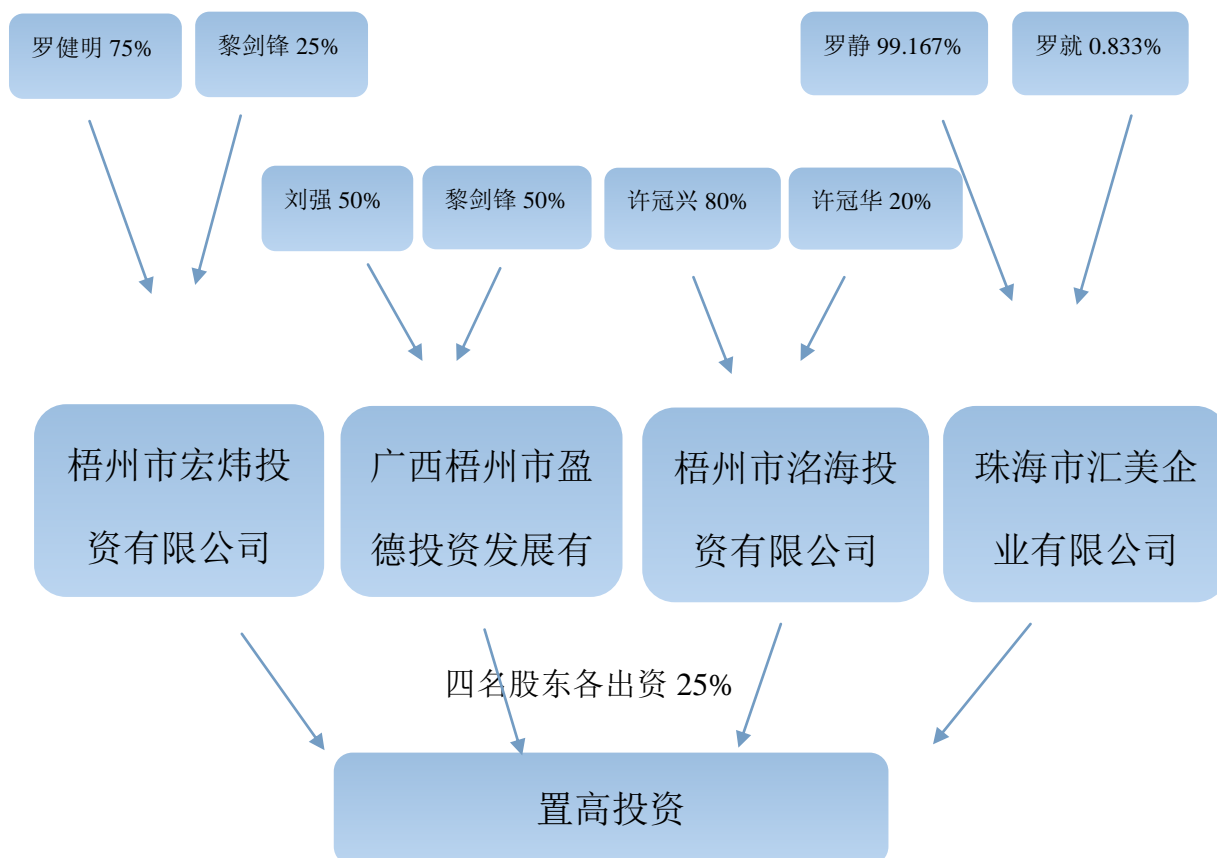 罗健明 75%
黎剑锋 25%
罗静 99.167%
罗就 0.833%
刘强 50%
黎剑锋 50%
许冠兴 80%
许冠华 20%
梧州市宏炜投
资有限公司
广西梧州市盈
德投资发展有
梧州市洺海投
资有限公司
珠海市汇美企
业有限公司
四名股东各出资 25%
置高投资